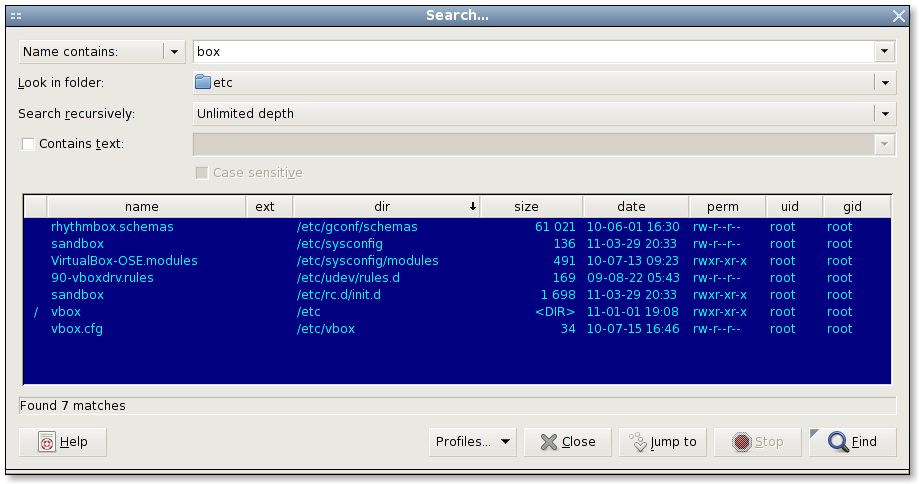 Search...
Name contains: box
Look in folder: etc
Search recursively: Unlimited depth
Contains text:
Case sensitive
name ext dir size date perm uid gid
rhythmbox.schemas /etc/gconf/schemas 61 021 10-06-01 16:30 rw-r--r-- root root
sandbox /etc/sysconfig 136 11-03-29 20:33 rw-r--r-- root root
VirtualBox-OSE.modules /etc/sysconfig/modules 491 10-07-13 09:23 rwxr-xr-x root root
90-vboxdrv.rules /etc/udev/rules.d 169 09-08-22 05:43 rw-r--r-- root root
sandbox /etc/rc.d/init.d 1 698 11-03-29 20:33 rwxr-xr-x root root
/ vbox /etc <DIR> 11-01-01 19:08 rwxr-xr-x root root
vbox.cfg /etc/vbox 34 10-07-15 16:46 rw-r--r-- root root
Found 7 matches
Help Profiles... Close Jump to Stop Find